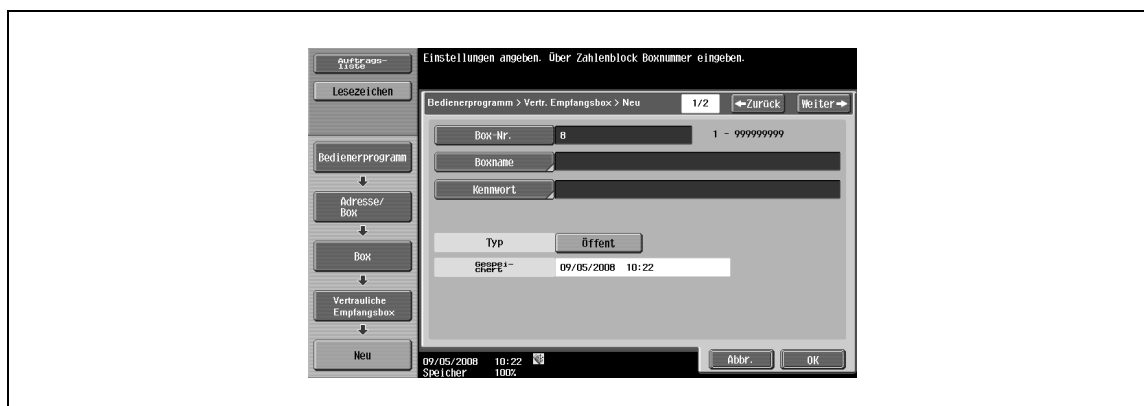 Auftrags-
liste
Einstellungen angeben. Über Zahlenblock Boxnummer eingeben.
Lesezeichen
Bedienerprogramm > Vertr. Empfangsbox > Neu
1/2
←Zurück
Weiter→
Box-Nr.
8
1 - 999999999
Boxname
Kennwort
Bedienerprogramm
Adresse/
Box
Box
Vertrauliche
Empfangsbox
Neu
Typ
Öffent
Gespei-
chert
09/05/2008 10:22
09/05/2008 10:22
Speicher 100%
Abbr.
OK